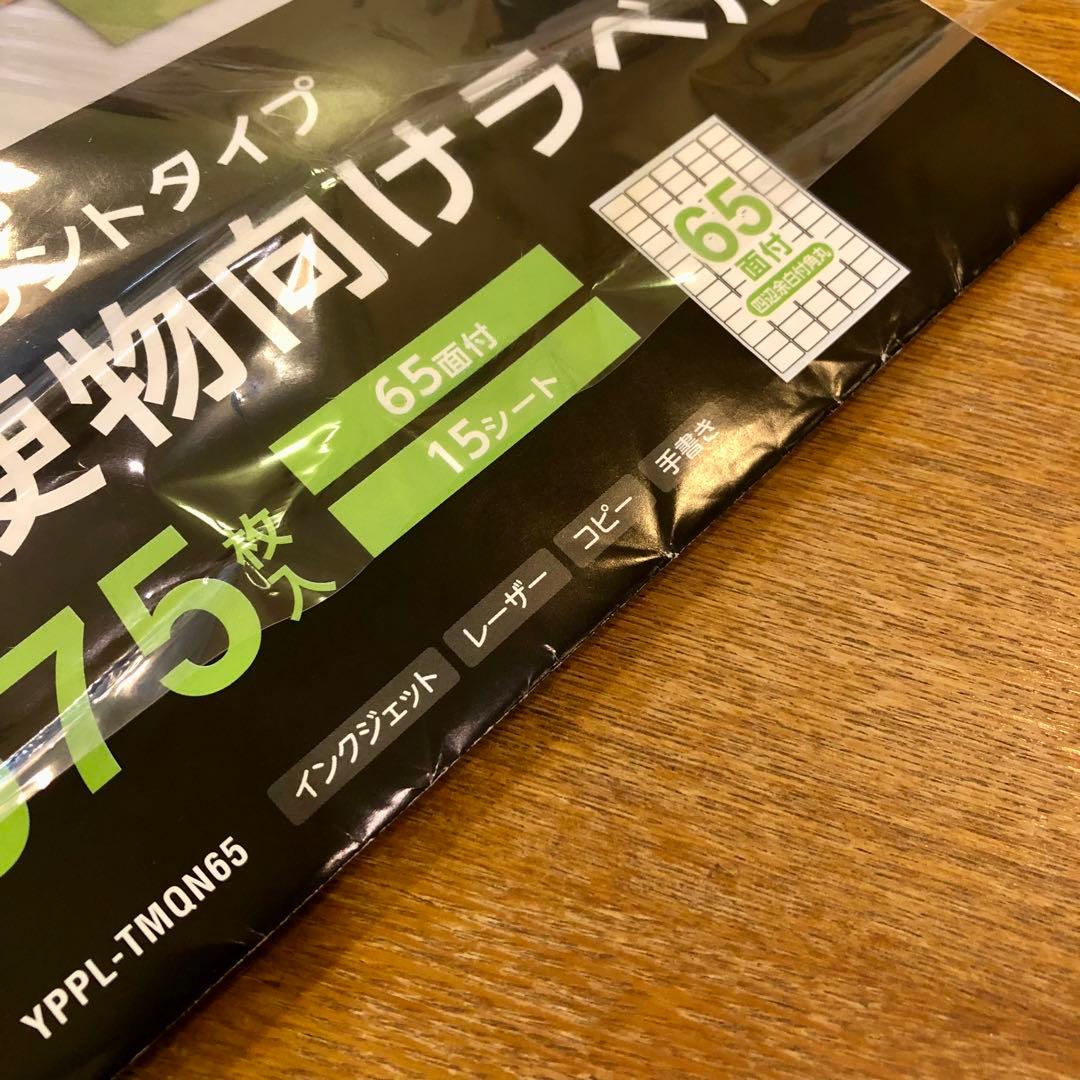 ントタイプ
便物向けラベル
65
面付
四辺余白付角丸
65面付
15シート
75枚入
インクジェット レーザー コピー 手書き
YPPL-TMQN65